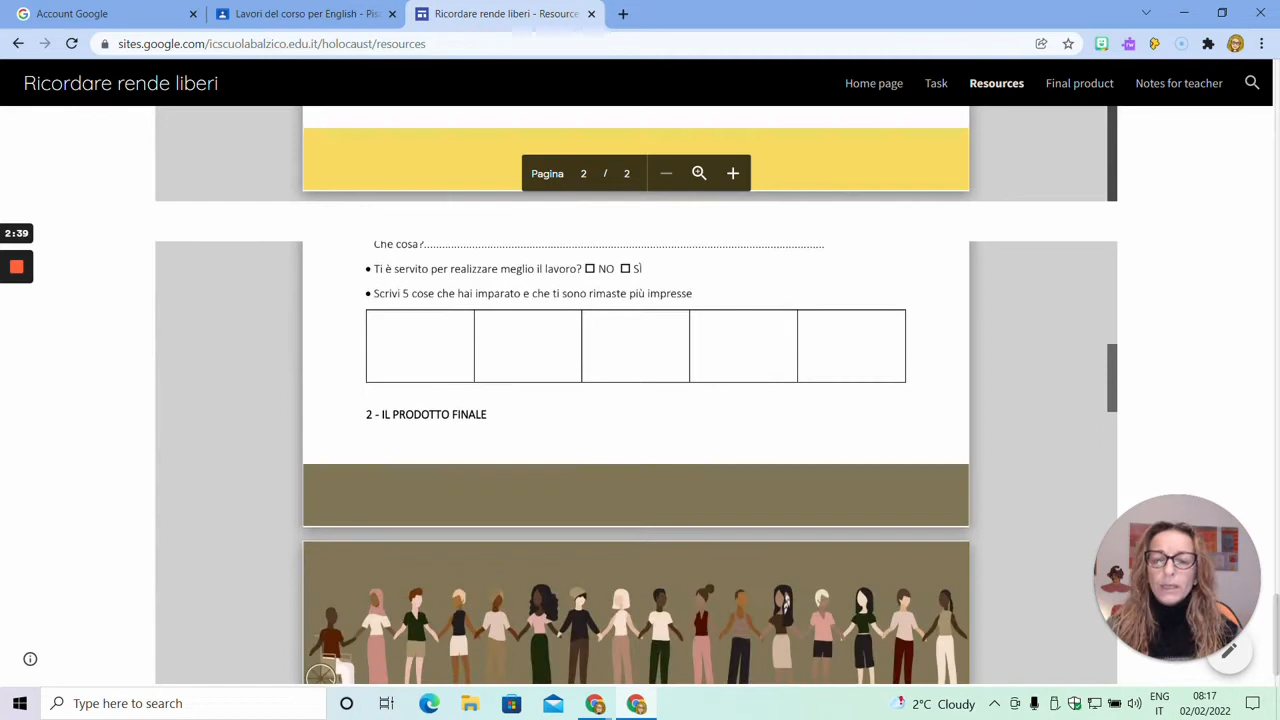 Account Google
Lavori del corso per English - Pisa
Ricordare rende liberi - Resource
sites.google.com/icscuolabalzico.edu.it/holocaust/resources
Ricordare rende liberi
Home page
Task
Resources
Final product
Notes for teacher
Pagina 2 / 2
2:39
Che cosa?........................................................................................................................
• Ti è servito per realizzare meglio il lavoro? ☐ NO ☐ SÌ
• Scrivi 5 cose che hai imparato e che ti sono rimaste più impresse
2 - IL PRODOTTO FINALE
Type here to search
2°C Cloudy
ENG
IT
08:17
02/02/2022